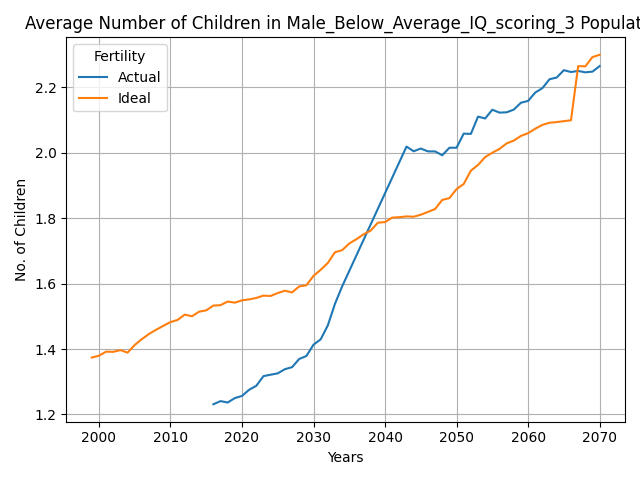 Average Number of Children in Male_Below_Average_IQ_scoring_3 Populat
Fertility
Actual
Ideal
No. of Children
2.2
2.0
1.8
1.6
1.4
1.2
2000 2010 2020 2030 2040 2050 2060 2070
Years